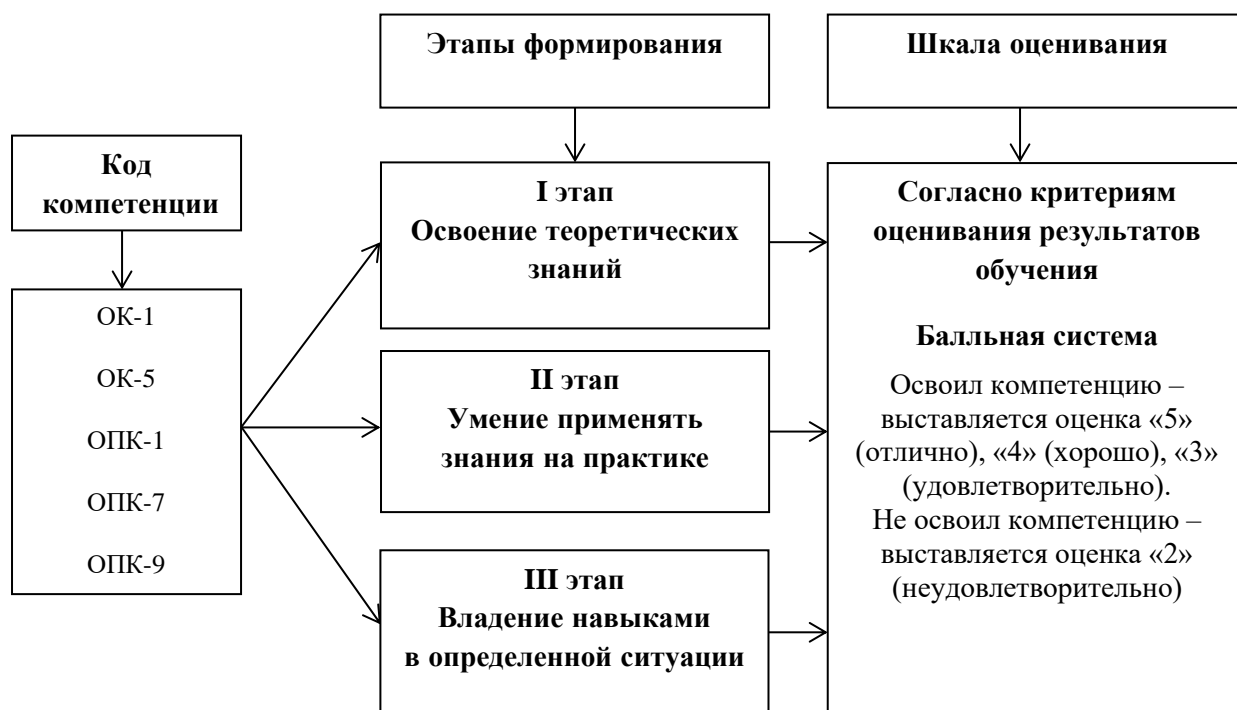 Этапы формирования
Шкала оценивания
Код
компетенции
ОК-1
ОК-5
ОПК-1
ОПК-7
ОПК-9
I этап
Освоение теоретических
знаний
II этап
Умение применять
знания на практике
III этап
Владение навыками
в определенной ситуации
Согласно критериям
оценивания результатов
обучения
Балльная система
Освоил компетенцию –
выставляется оценка «5»
(отлично), «4» (хорошо), «3»
(удовлетворительно).
Не освоил компетенцию –
выставляется оценка «2»
(неудовлетворительно)